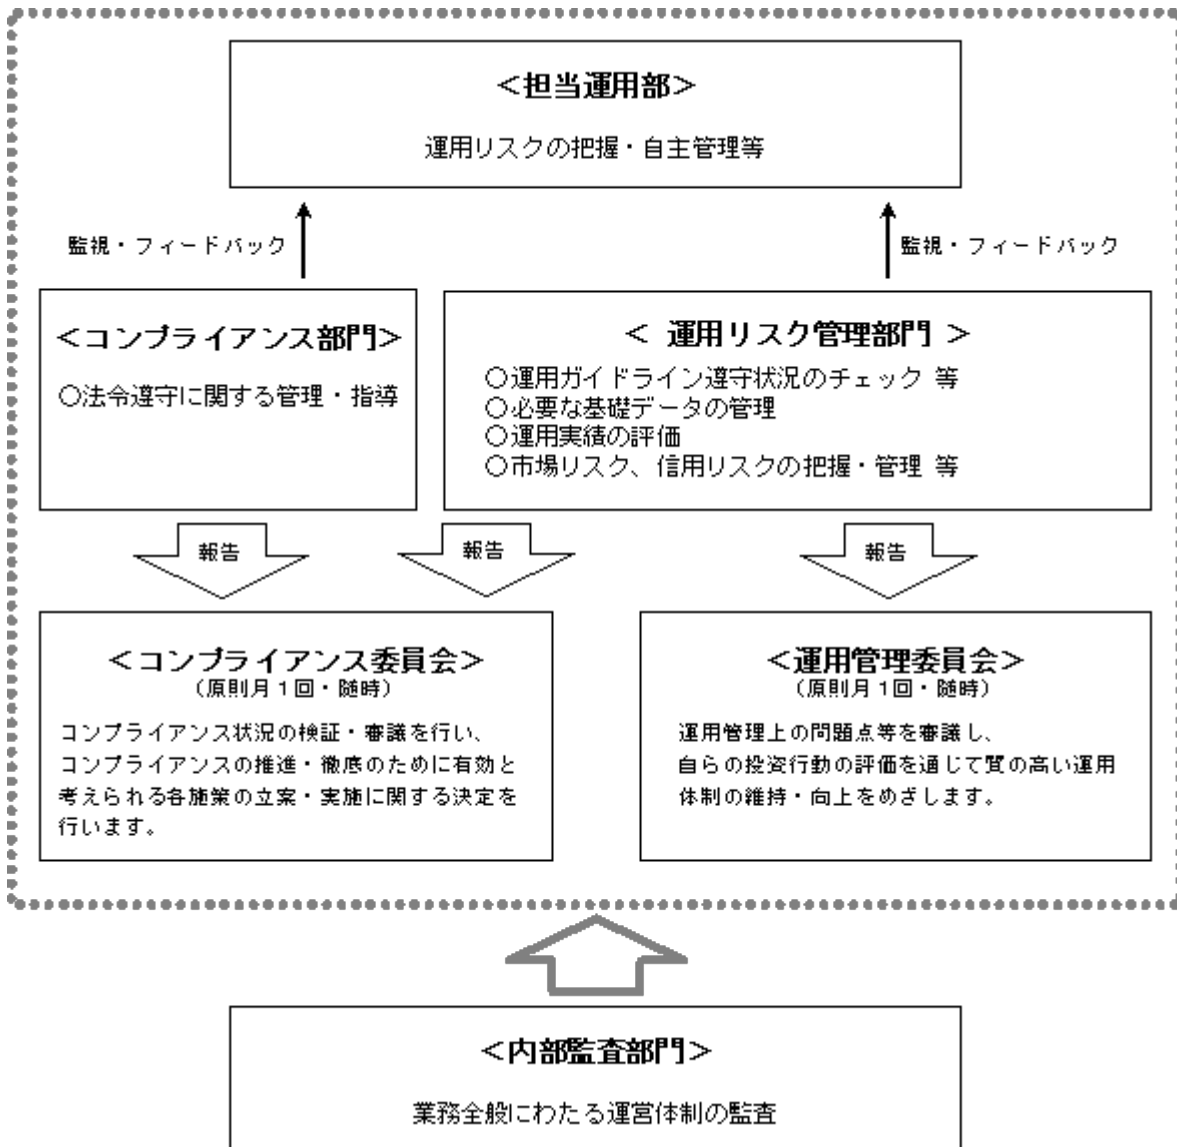 ＜担当運用部＞
運用リスクの把握・自主管理等
監視・フィードバック
監視・フィードバック
＜コンプライアンス部門＞
○法令遵守に関する管理・指導
＜ 運用リスク管理部門 ＞
○運用ガイドライン遵守状況のチェック 等
○必要な基礎データの管理
○運用実績の評価
○市場リスク、信用リスクの把握・管理 等
報告
報告
報告
＜コンプライアンス委員会＞
（原則月１回・随時）
コンプライアンス状況の検証・審議を行い、
コンプライアンスの推進・徹底のために有効と
考えられる各施策の立案・実施に関する決定を
行います。
＜運用管理委員会＞
（原則月１回・随時）
運用管理上の問題点等を審議し、
自らの投資行動の評価を通じて質の高い運用
体制の維持・向上をめざします。
＜内部監査部門＞
業務全般にわたる運営体制の監査